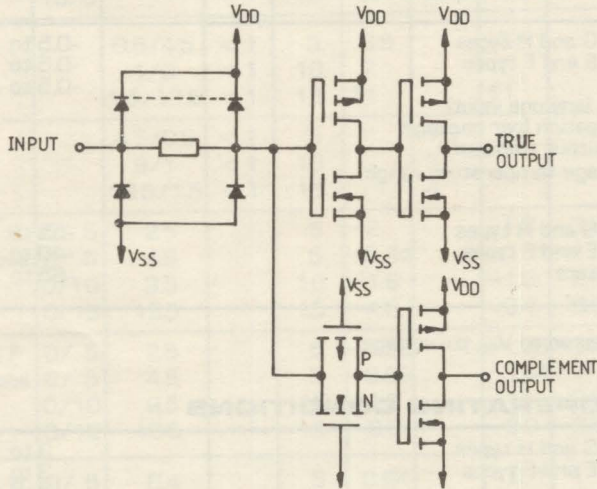 VDD VDD VDD
INPUT
TRUE
OUTPUT
VSS VSS VSS
VSS VDD
P
N
COMPLEMENT
OUTPUT